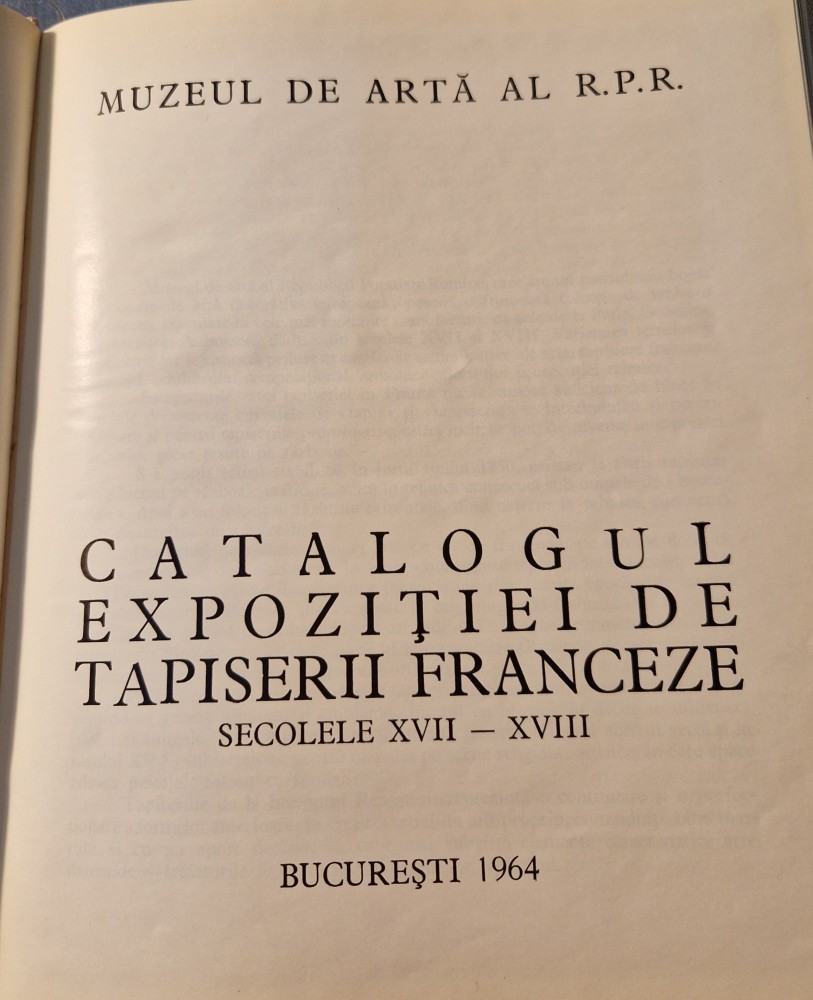 MUZEUL DE ARTĂ AL R.P.R.
CATALOGUL
EXPOZIŢIEI DE
TAPISERII FRANCEZE
SECOLELE XVII – XVIII
BUCUREŞTI 1964